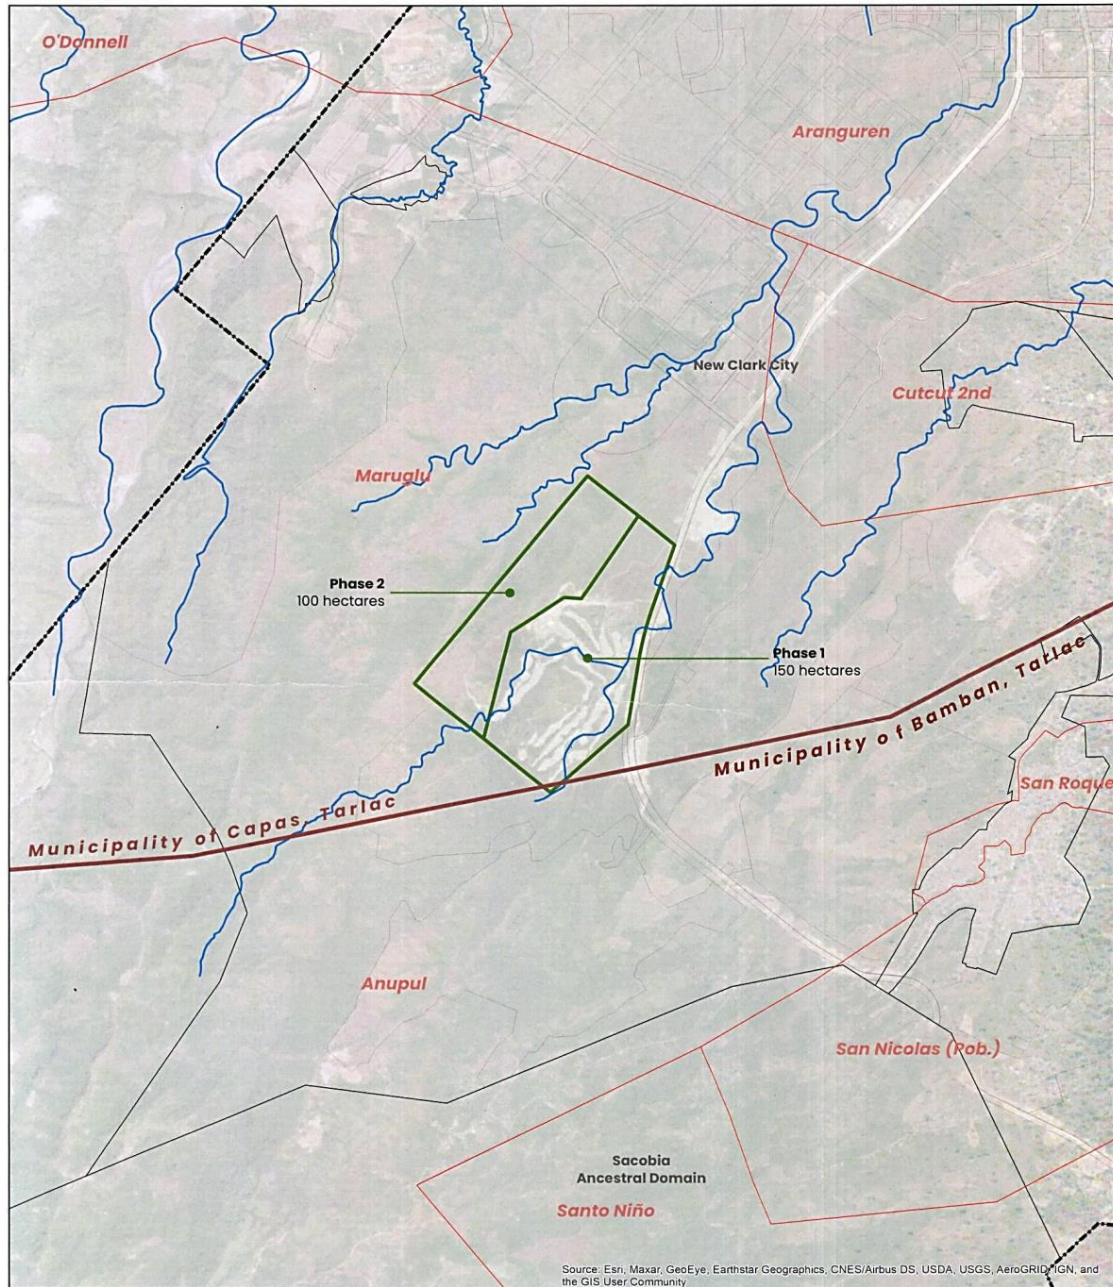 O'Donnell
Aranguren
New Clark City
Cutcut 2nd
Maruglu
Phase 2
100 hectares
Phase 1
150 hectares
Municipality of Bamban, Tarlac
San Roque
Municipality of Capas, Tarlac
Anupul
San Nicolas (Pob.)
Sacobia
Ancestral Domain
Santo Niño
Source: Esri, Maxar, GeoEye, Earthstar Geographics, CNES/Airbus DS, USDA, USGS, AeroGRID, IGN, and
the GIS User Community